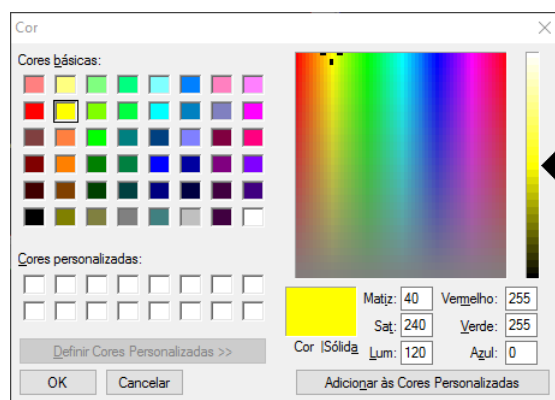 Cor
Cores básicas:
Cores personalizadas:
Definir Cores Personalizadas >>
OK
Cancelar
Cor |Sólida
Matiz: 40
Sat: 240
Lum: 120
Vermelho: 255
Verde: 255
Azul: 0
Adicionar às Cores Personalizadas